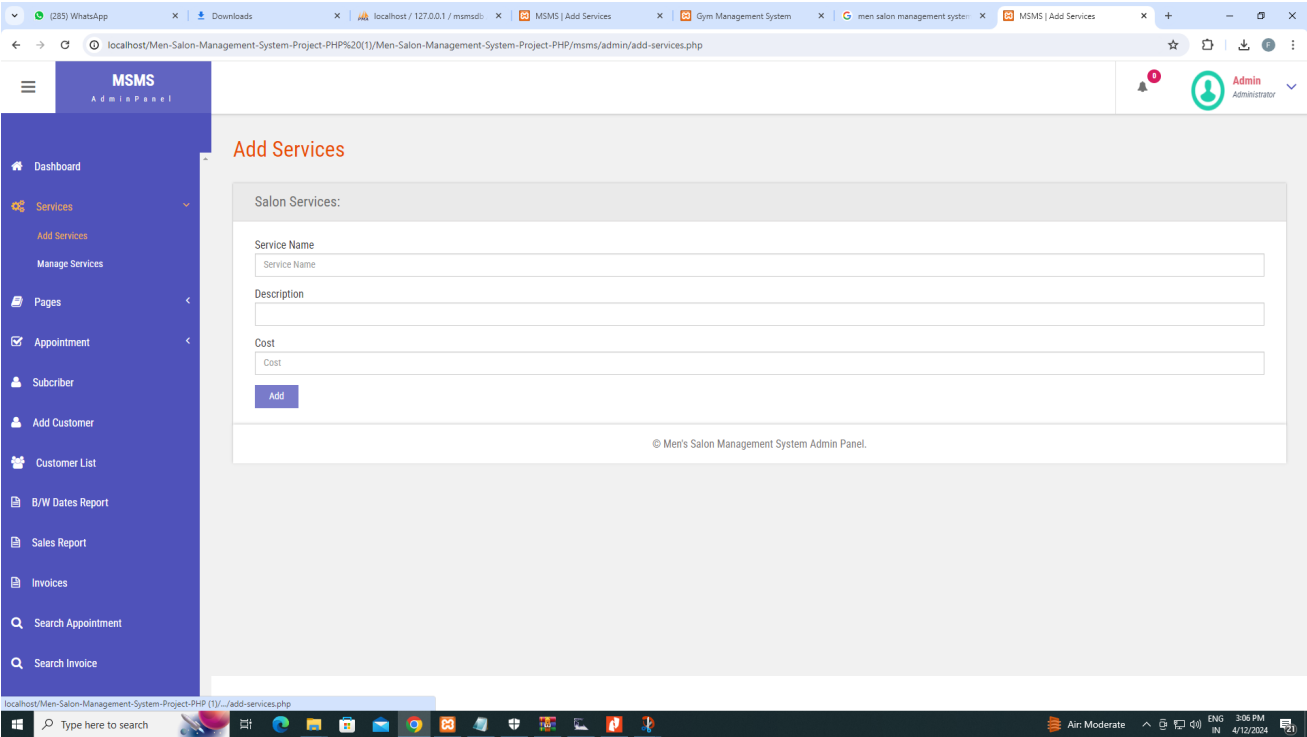 (285) WhatsApp
Downloads
localhost / 127.0.0.1 / msmsdb
MSMS | Add Services
Gym Management System
men salon management system
MSMS | Add Services
localhost/Men-Salon-Management-System-Project-PHP%20(1)/Men-Salon-Management-System-Project-PHP/msms/admin/add-services.php
F
MSMS
AdminPanel
0
Admin
Administrator
Add Services
Dashboard
Services
Add Services
Manage Services
Pages
Appointment
Subcriber
Add Customer
Customer List
B/W Dates Report
Sales Report
Invoices
Search Appointment
Search Invoice
Salon Services:
Service Name
Service Name
Description
Cost
Cost
Add
© Men's Salon Management System Admin Panel.
localhost/Men-Salon-Management-System-Project-PHP (1)/.../add-services.php
Type here to search
Air: Moderate
ENG
IN
3:06 PM
4/12/2024
21